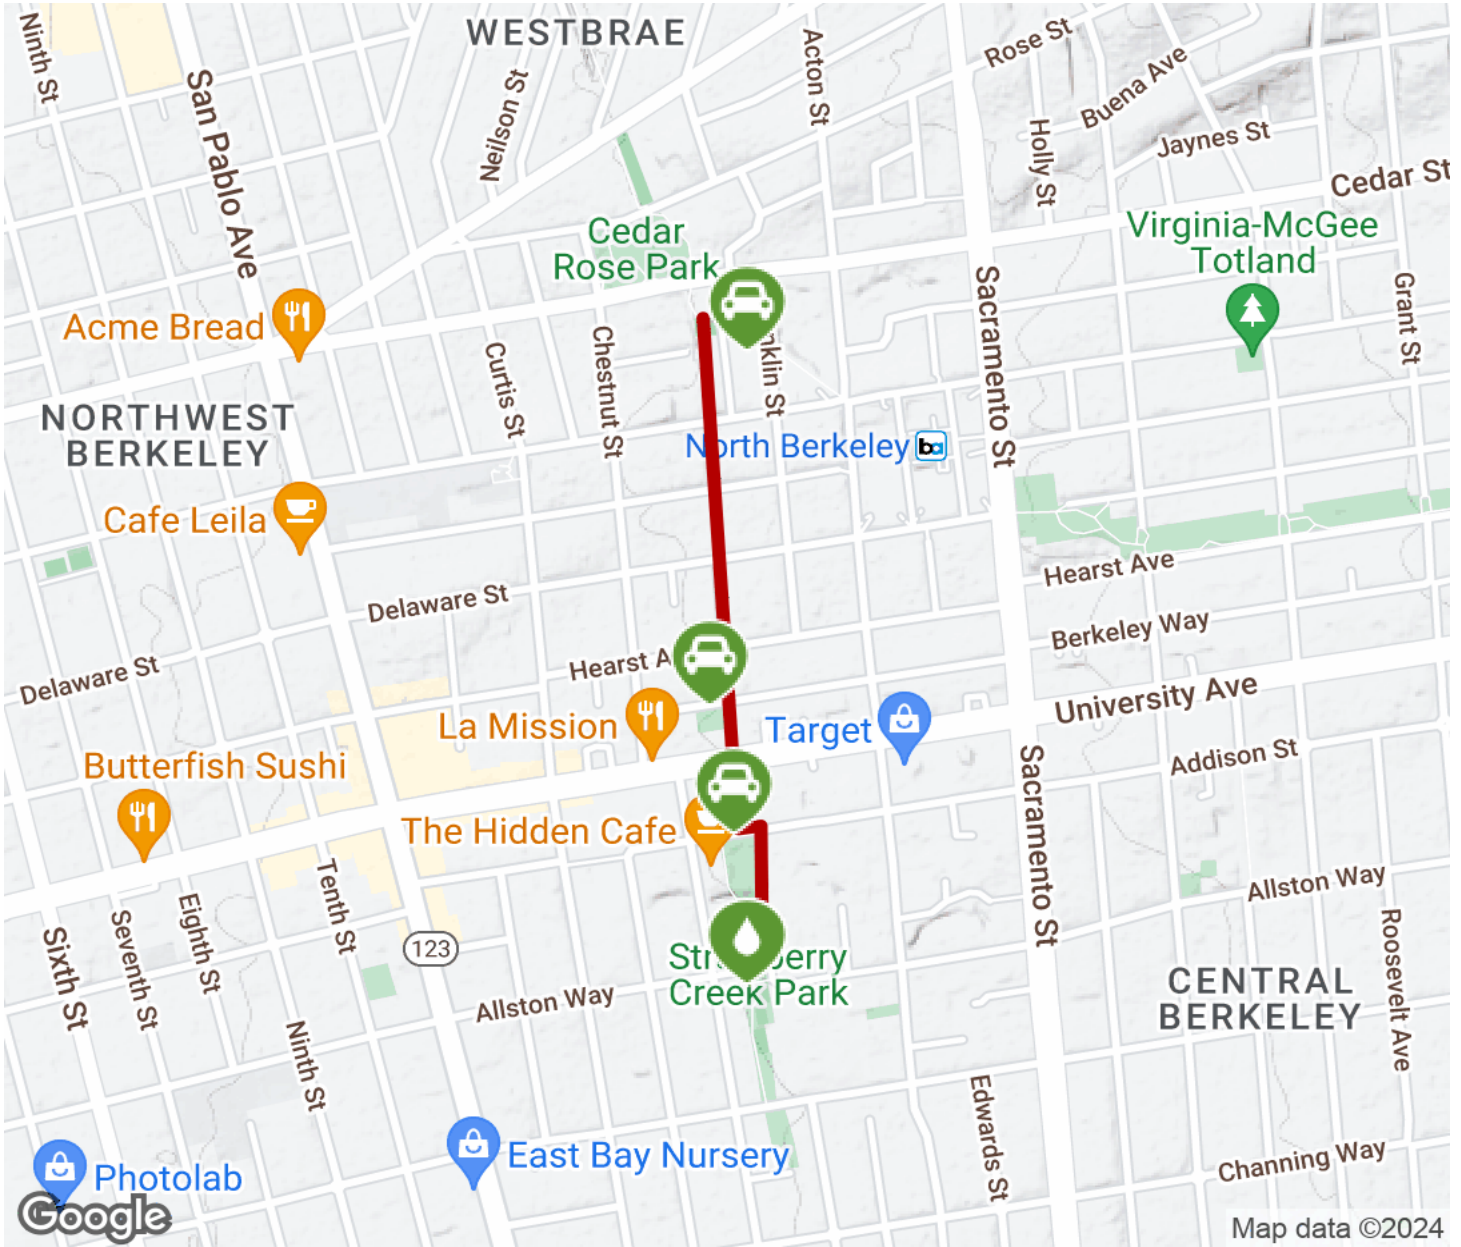 WESTBRAE
Ninth St
San Pablo Ave
Neilson St
Acton St
Rose St
Buena Ave
Holly St
Jaynes St
Cedar St
Cedar
Rose Park
Virginia-McGee
Totland
Grant St
Acme Bread
Curtis St
Chestnut St
nklin St
Sacramento St
NORTHWEST
BERKELEY
North Berkeley
ba
Cafe Leila
Hearst Ave
Delaware St
Berkeley Way
Delaware St
Hearst A
University Ave
La Mission
Target
Addison St
Butterfish Sushi
The Hidden Cafe
Sacramento St
Tenth St
Allston Way
Eighth St
Seventh St
Sixth St
123
Roosevelt Ave
Creek Park
Allston Way
CENTRAL
BERKELEY
Ninth St
Edwards St
East Bay Nursery
Channing Way
Photolab
Google
Map data ©2024